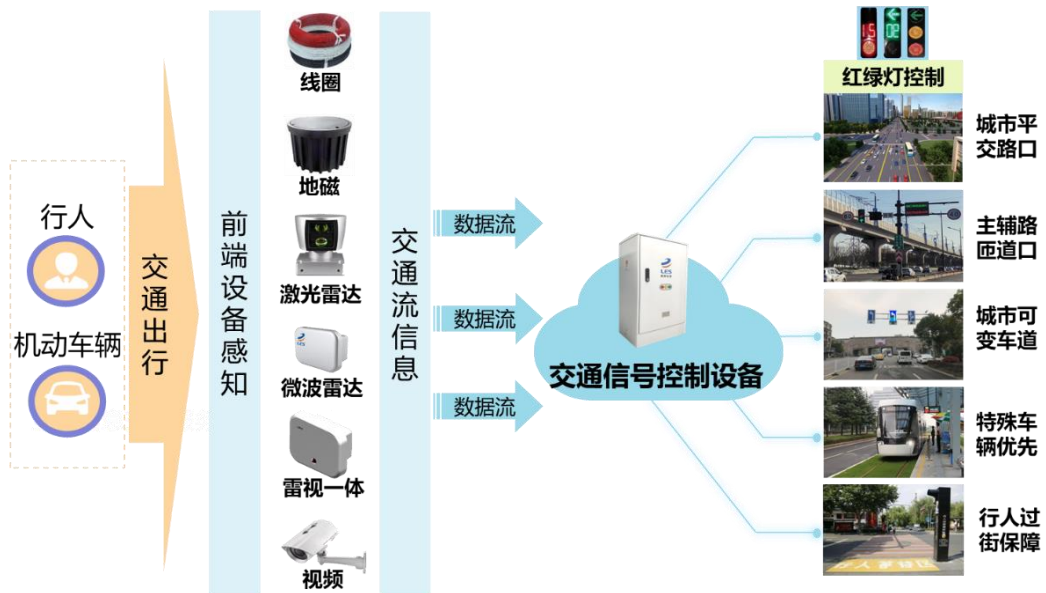 行人
机动车辆
交通出行
前端设备感知
线圈
地磁
激光雷达
微波雷达
雷视一体
视频
交通流信息
数据流
数据流
数据流
LES
交通信号控制设备
15
02
红绿灯控制
城市平
交路口
主辅路
匝道口
城市可
变车道
特殊车
辆优先
行人过
街保障